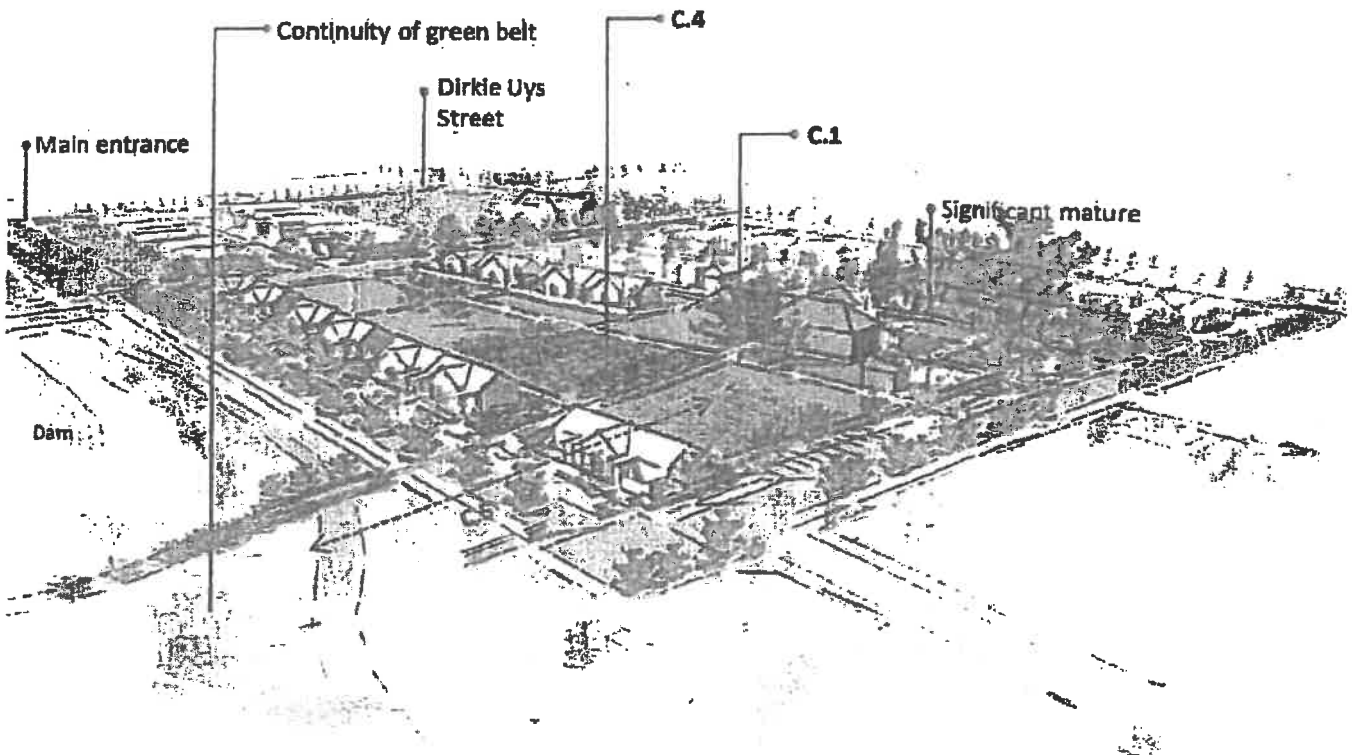 Continuity of green belt
C.4
Dirkie Uys
Street
C.1
Main entrance
Significant mature
Dam